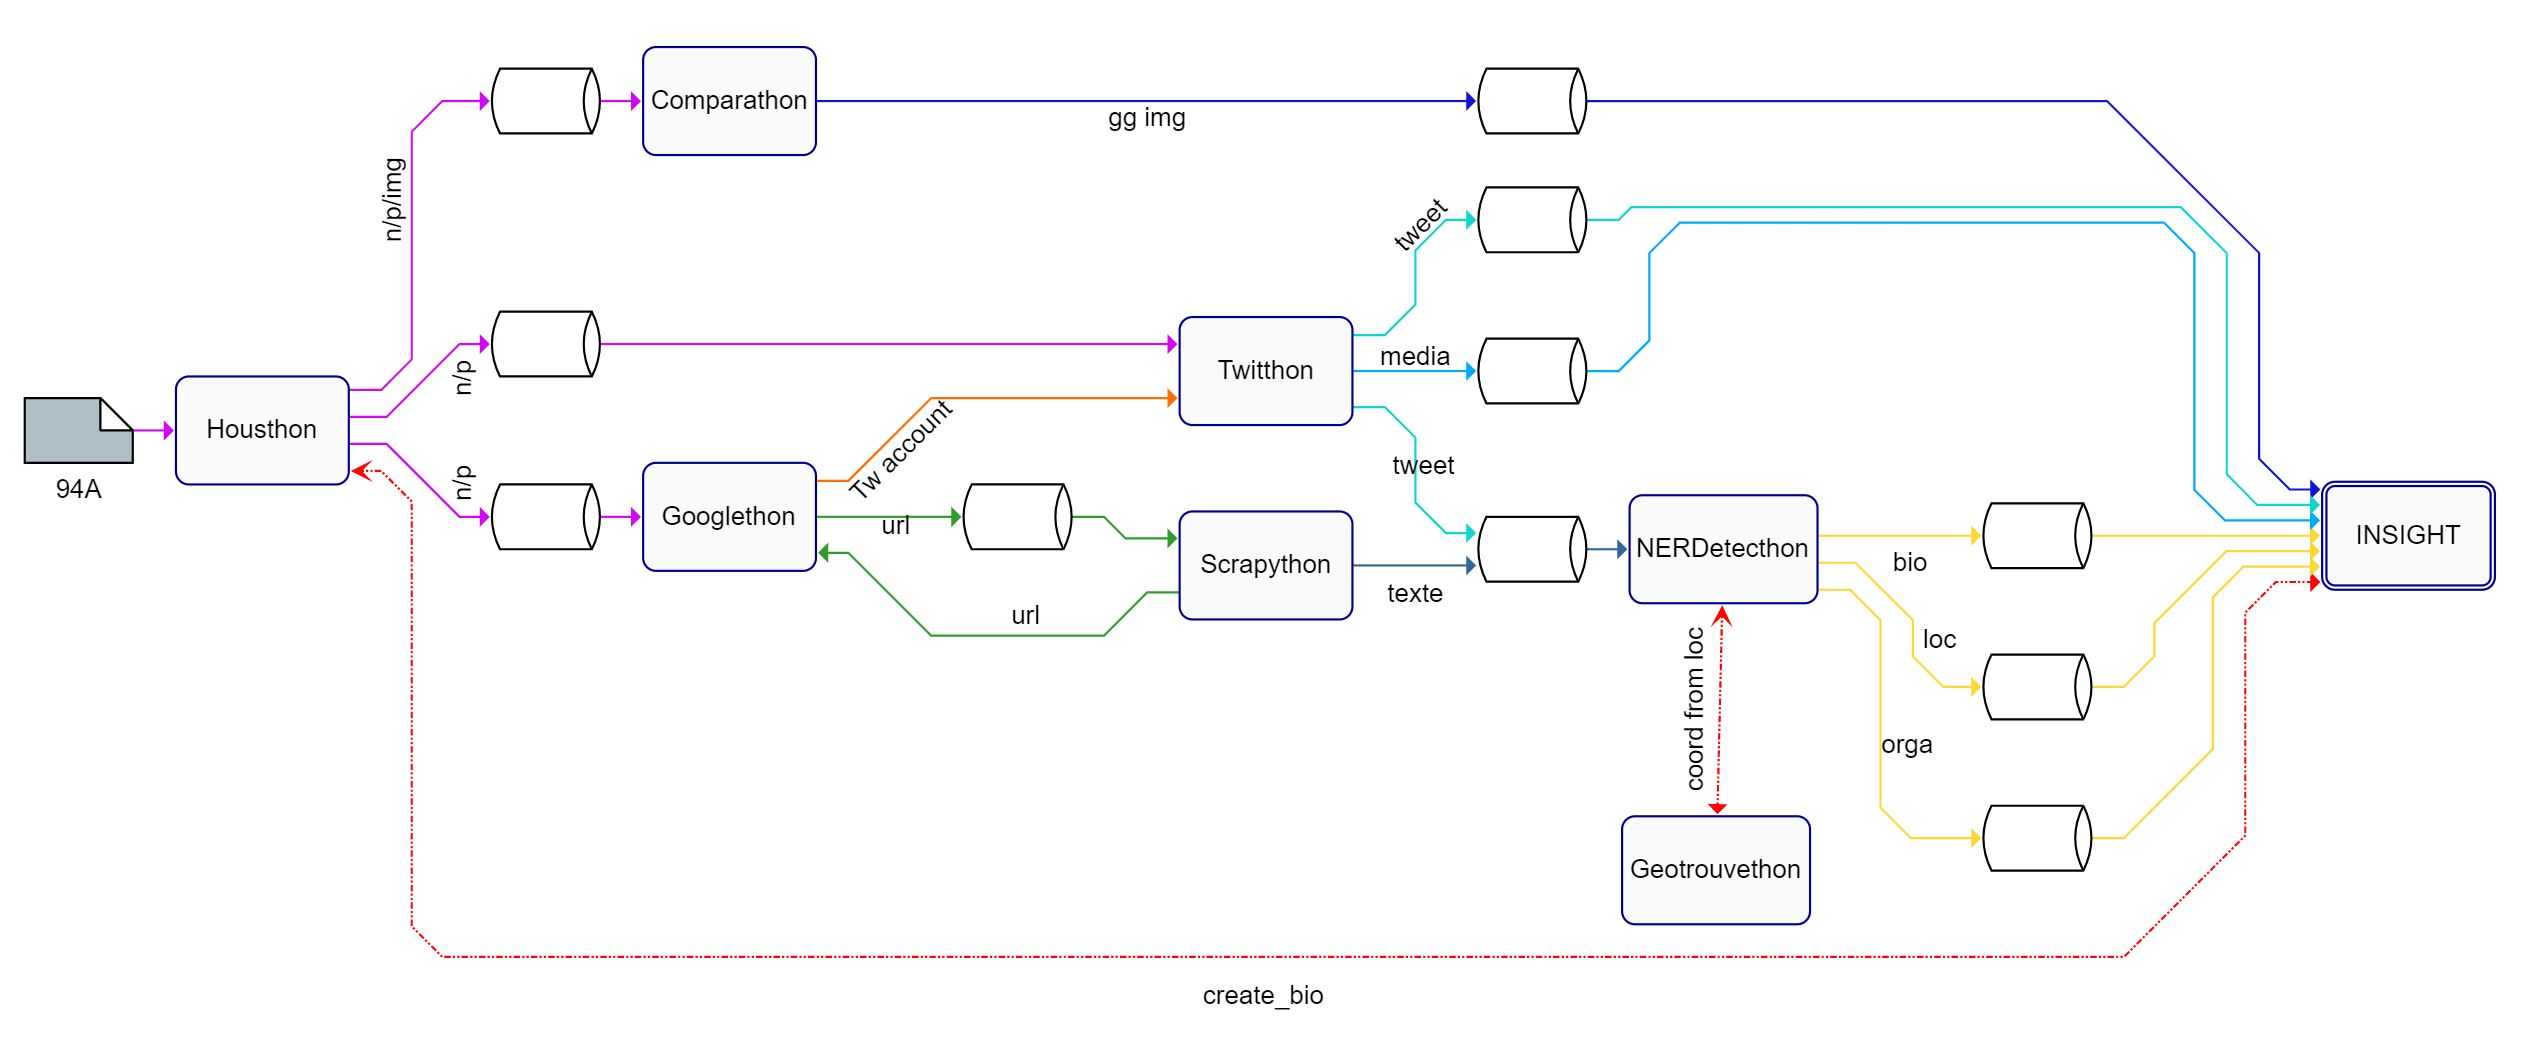 Comparathon
gg img
n/p/img
tweet
n/p
Twitthon
media
Housthon
94A
Tw account
tweet
n/p
Googlethon
url
Scrapython
texte
url
NERDetecthon
bio
INSIGHT
loc
coord from loc
orga
Geotrouvethon
create_bio